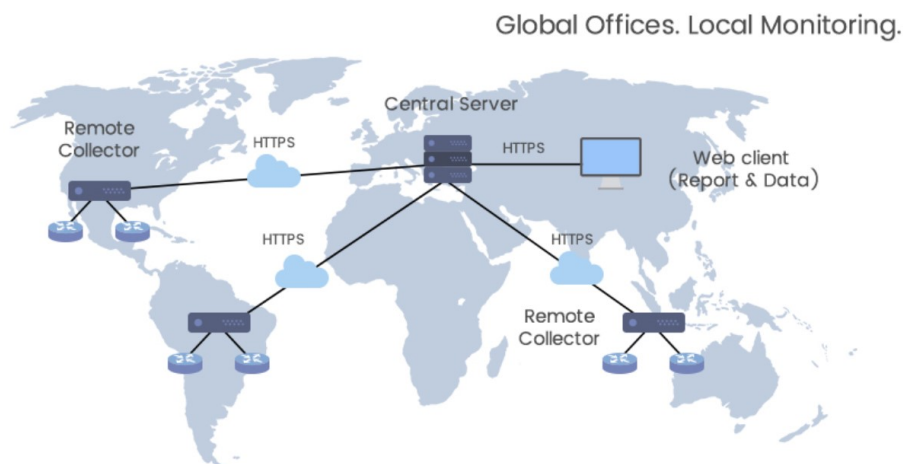 Global Offices. Local Monitoring.
Central Server
Remote
Collector
HTTPS
HTTPS
Web client
(Report & Data)
HTTPS
HTTPS
Remote
Collector